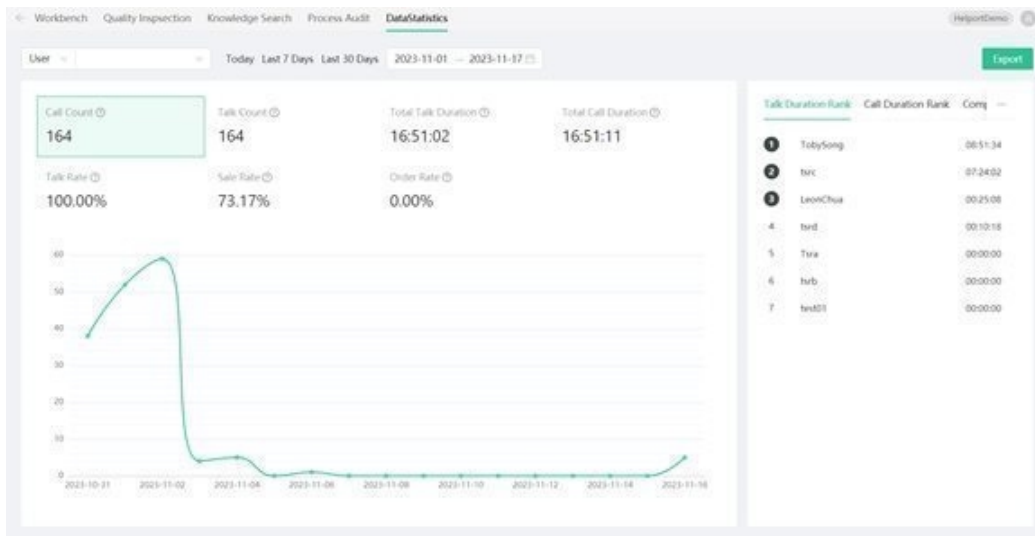 Workbench Quality Inspsection Knowledge Search Process Audit DataStatistics HelportDemo
User Today Last 7 Days Last 30 Days 2023-11-01 — 2023-11-17 Export
Call Count Talk Count Total Talk Duration Total Call Duration
164 164 16:51:02 16:51:11
Talk Rate Sale Rate Order Rate
100.00% 73.17% 0.00%
60
50
40
30
20
10
0
2023-10-31 2023-11-02 2023-11-04 2023-11-06 2023-11-08 2023-11-10 2023-11-12 2023-11-14 2023-11-16
Talk Duration Rank Call Duration Rank
1 TobySong 08:51:34
2 tsrc 07:24:02
3 LeonChua 00:25:08
4 tsrd 00:10:18
5 Tsra 00:00:00
6 tsrb 00:00:00
7 00:00:00